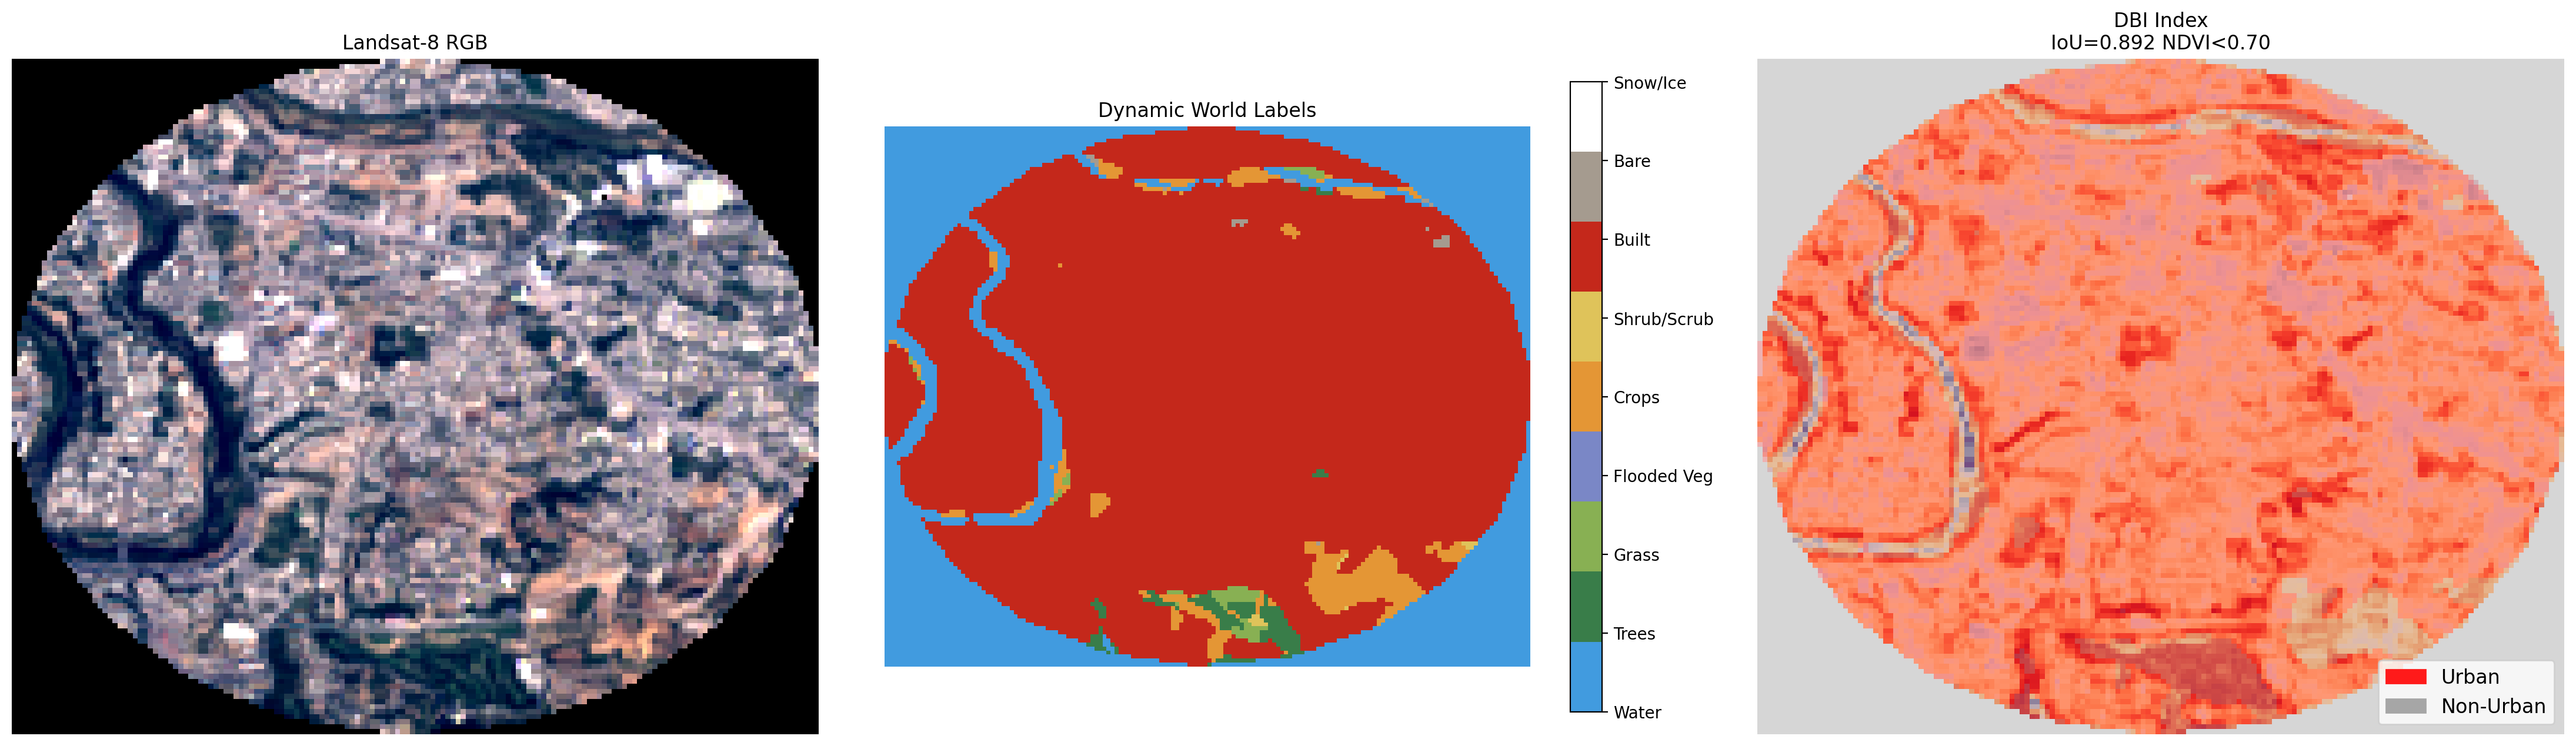 Landsat-8 RGB
Dynamic World Labels
Snow/Ice
Bare
Built
Shrub/Scrub
Crops
Flooded Veg
Grass
Trees
Water
DBI Index
IoU=0.892 NDVI<0.70
Urban
Non-Urban